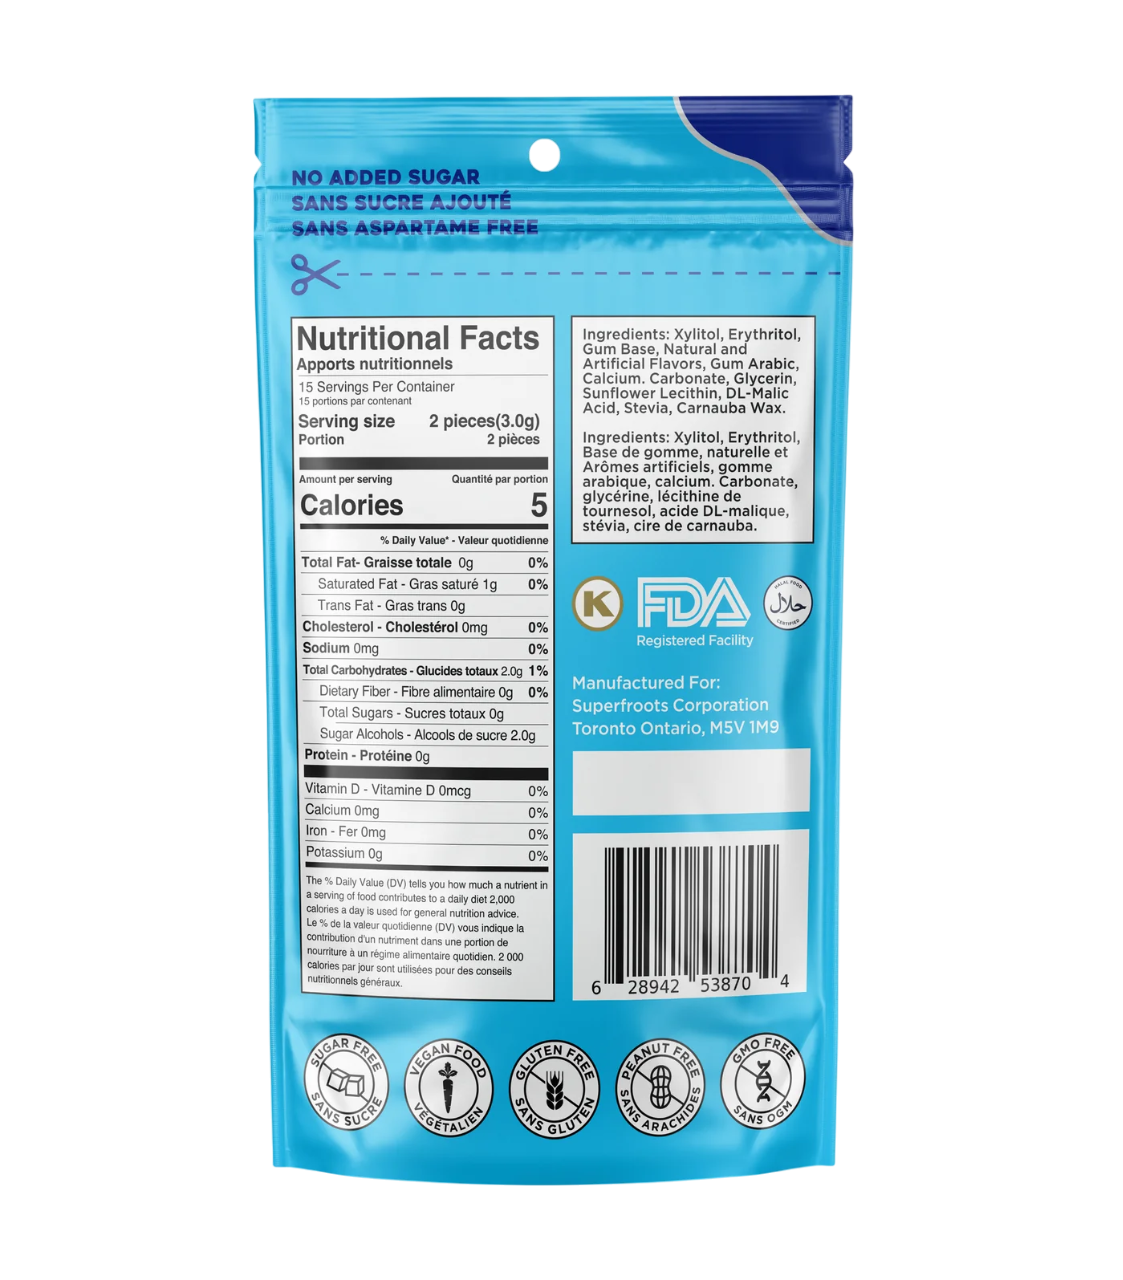 NO ADDED SUGAR
SANS SUCRE AJOUTÉ
SANS ASPARTAME FREE
Nutritional Facts
Apports nutritionnels
15 Servings Per Container
15 portions par contenant
Serving size 2 pieces(3.0g)
Portion 2 pièces
Amount per serving Quantité par portion
Calories 5
% Daily Value* - Valeur quotidienne
Total Fat- Graisse totale 0g 0%
Saturated Fat - Gras saturé 1g 0%
Trans Fat - Gras trans 0g
Cholesterol - Cholestérol 0mg 0%
Sodium 0mg 0%
Total Carbohydrates - Glucides totaux 2.0g 1%
Dietary Fiber - Fibre alimentaire 0g 0%
Total Sugars - Sucres totaux 0g
Sugar Alcohols - Alcools de sucre 2.0g
Protein - Protéine 0g
Vitamin D - Vitamine D 0mcg 0%
Calcium 0mg 0%
Iron - Fer 0mg 0%
Potassium 0g 0%
The % Daily Value (DV) tells you how much a nutrient in
a serving of food contributes to a daily diet 2,000
calories a day is used for general nutrition advice.
Le % de la valeur quotidienne (DV) vous indique la
contribution d'un nutriment dans une portion de
nourriture à un régime alimentaire quotidien. 2 000
calories par jour sont utilisées pour des conseils
nutritionnels généraux.
Ingredients: Xylitol, Erythritol,
Gum Base, Natural and
Artificial Flavors, Gum Arabic,
Calcium. Carbonate, Glycerin,
Sunflower Lecithin, DL-Malic
Acid, Stevia, Carnauba Wax.
Ingredients: Xylitol, Erythritol,
Base de gomme, naturelle et
Arômes artificiels, gomme
arabique, calcium. Carbonate,
glycérine, lécithine de
tournesol, acide DL-malique,
stévia, cire de carnauba.
K
FDA
Registered Facility
HALAL FOOD
حلال
CERTIFIED
Manufactured For:
Superfroots Corporation
Toronto Ontario, M5V 1M9
6 28942 53870 4
SUGAR FREE
SANS SUCRE
VEGAN FOOD
VÉGÉTALIEN
GLUTEN FREE
SANS GLUTEN
PEANUT FREE
SANS ARACHIDES
GMO FREE
SANS OGM